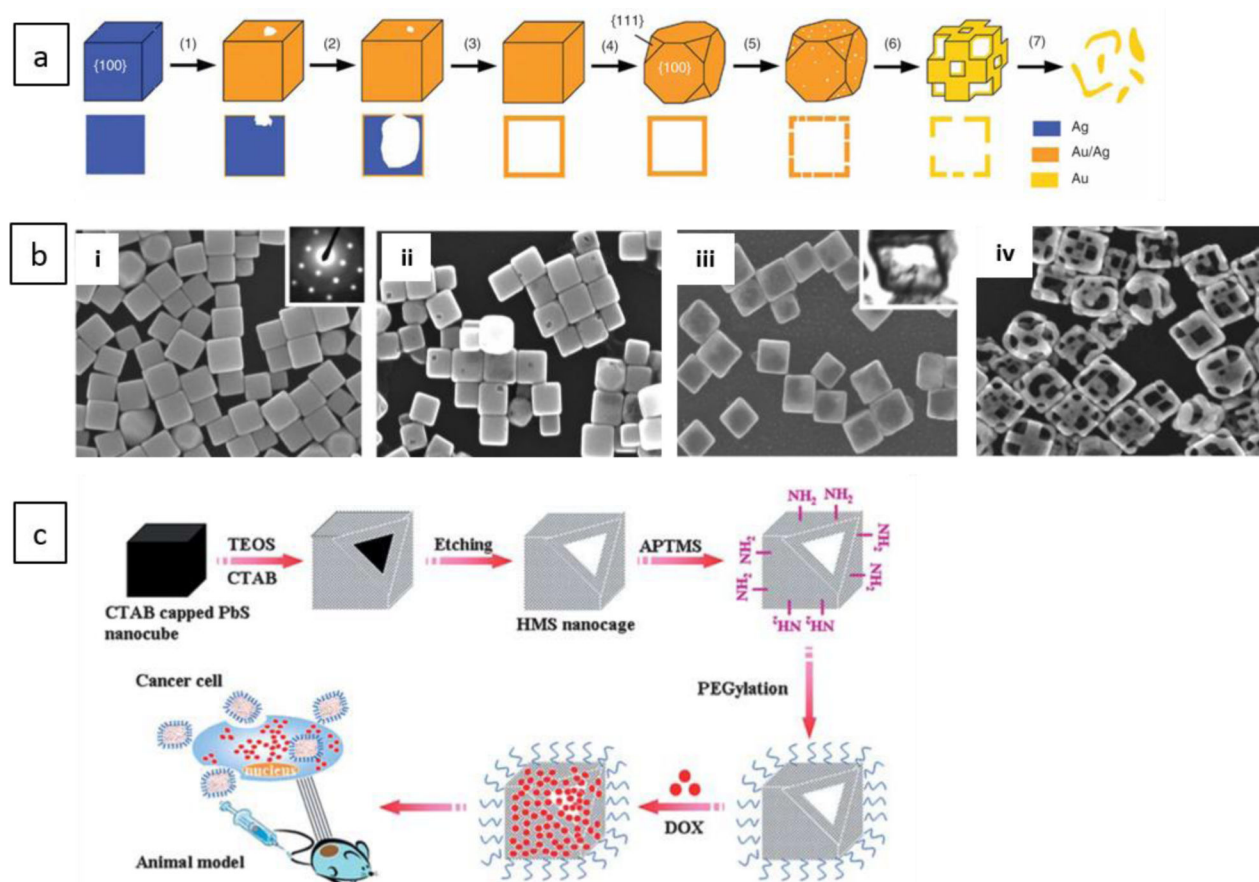 a
{100}
(1)
(2)
(3)
{111}
(4)
{100}
(5)
(6)
(7)
Ag
Au/Ag
Au
b
i
ii
iii
iv
c
TEOS
CTAB
CTAB capped PbS
nanocube
Etching
HMS nanocage
APTMS
NH2
NH2
NH2
NH2
NH2
NH2
NH2
NH2
PEGylation
DOX
Cancer cell
nucleus
Animal model